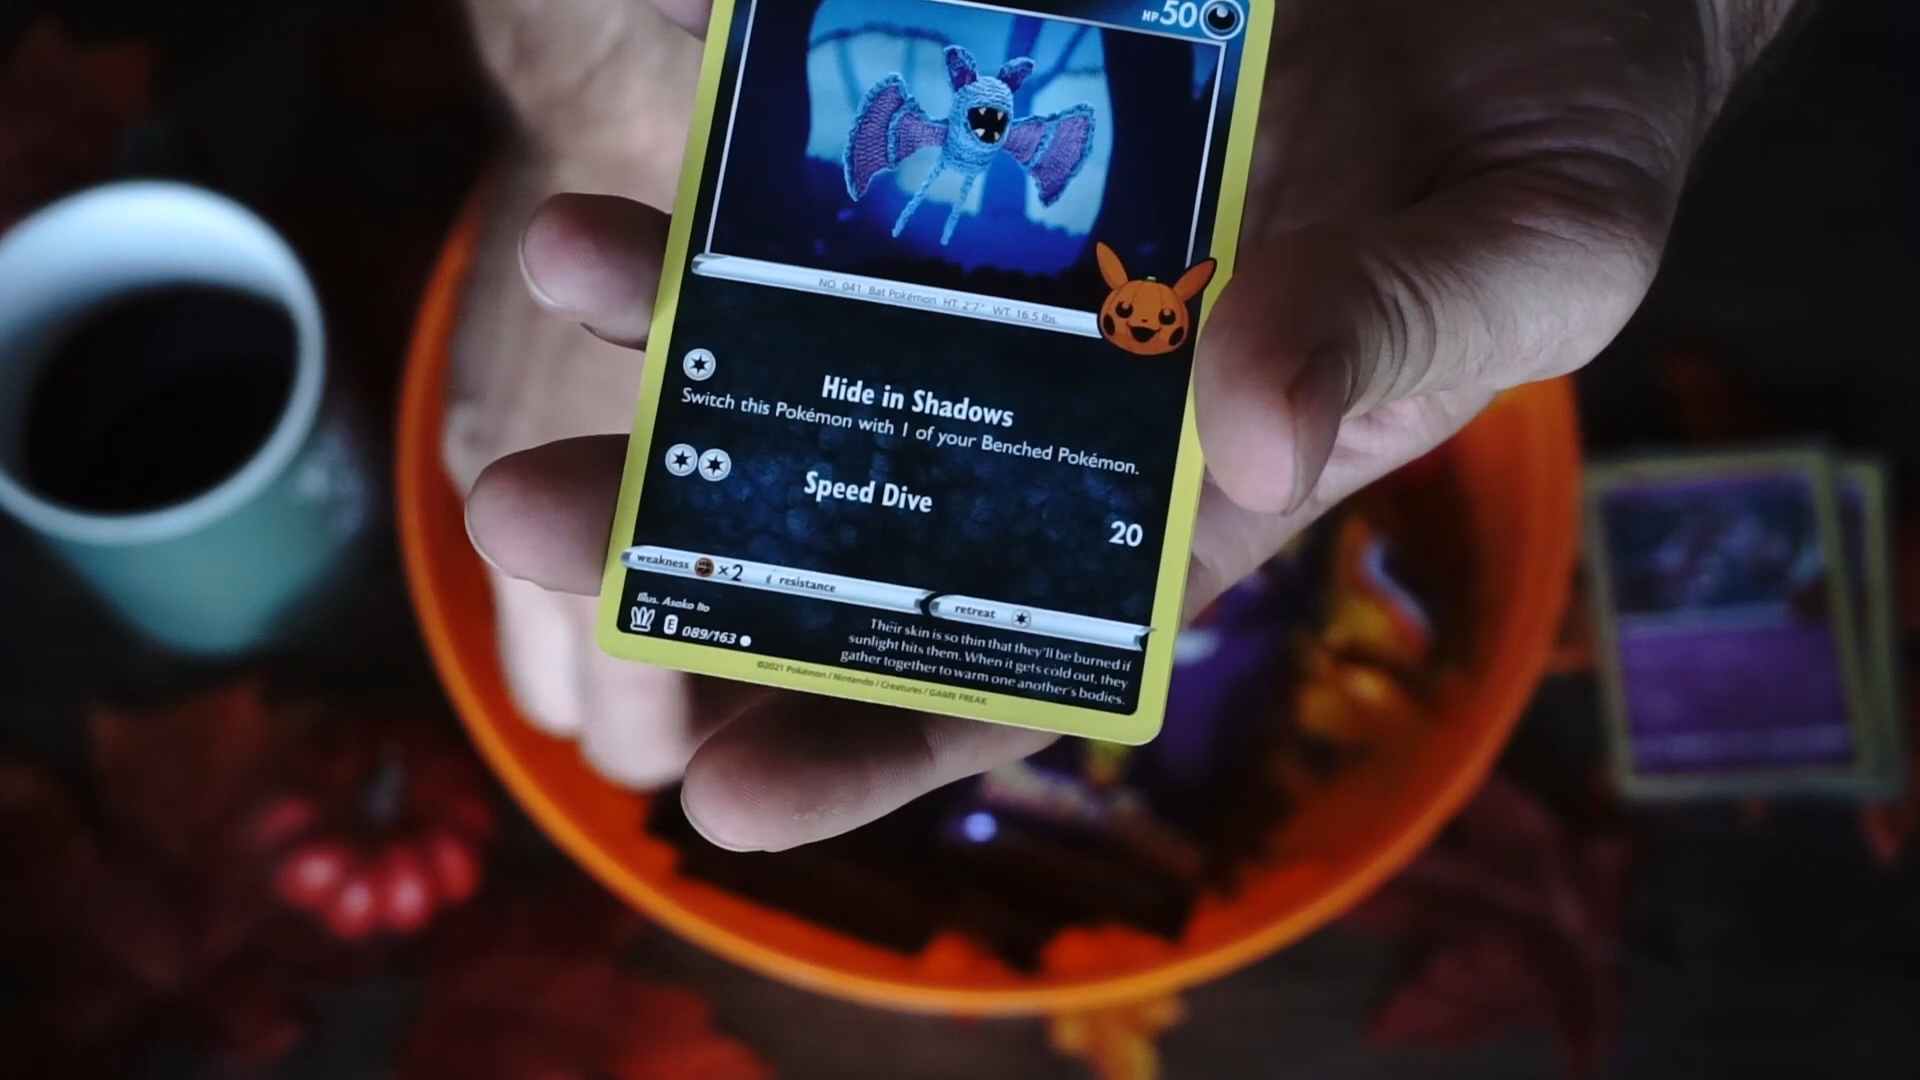 HP 50
NO. 041 Bat Pokémon HT: 2'7" WT: 16.5 lbs.
Hide in Shadows
Switch this Pokémon with 1 of your Benched Pokémon.
Speed Dive
20
weakness ×2 resistance
retreat
Illus. Asako Ito
E 089/163
Their skin is so thin that they'll be burned if
sunlight hits them. When it gets cold out, they
gather together to warm one another's bodies.
©2021 Pokémon / Nintendo / Creatures / GAME FREAK